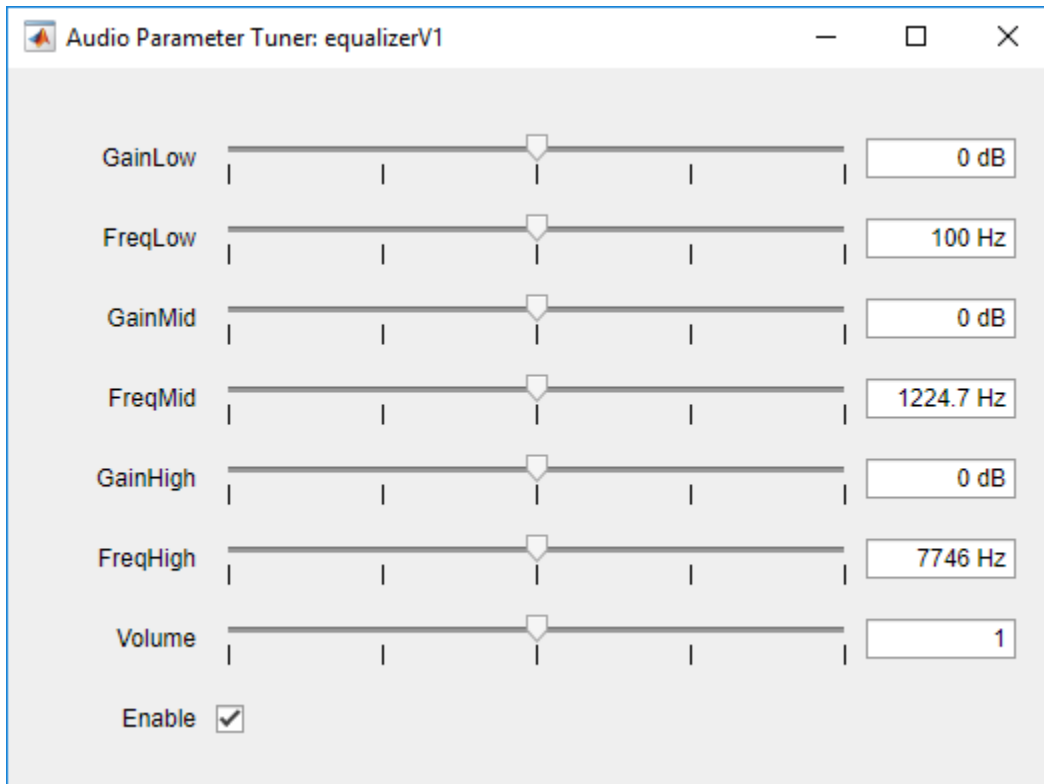 Audio Parameter Tuner: equalizerV1
GainLow 0 dB
FreqLow 100 Hz
GainMid 0 dB
FreqMid 1224.7 Hz
GainHigh 0 dB
FreqHigh 7746 Hz
Volume 1
Enable